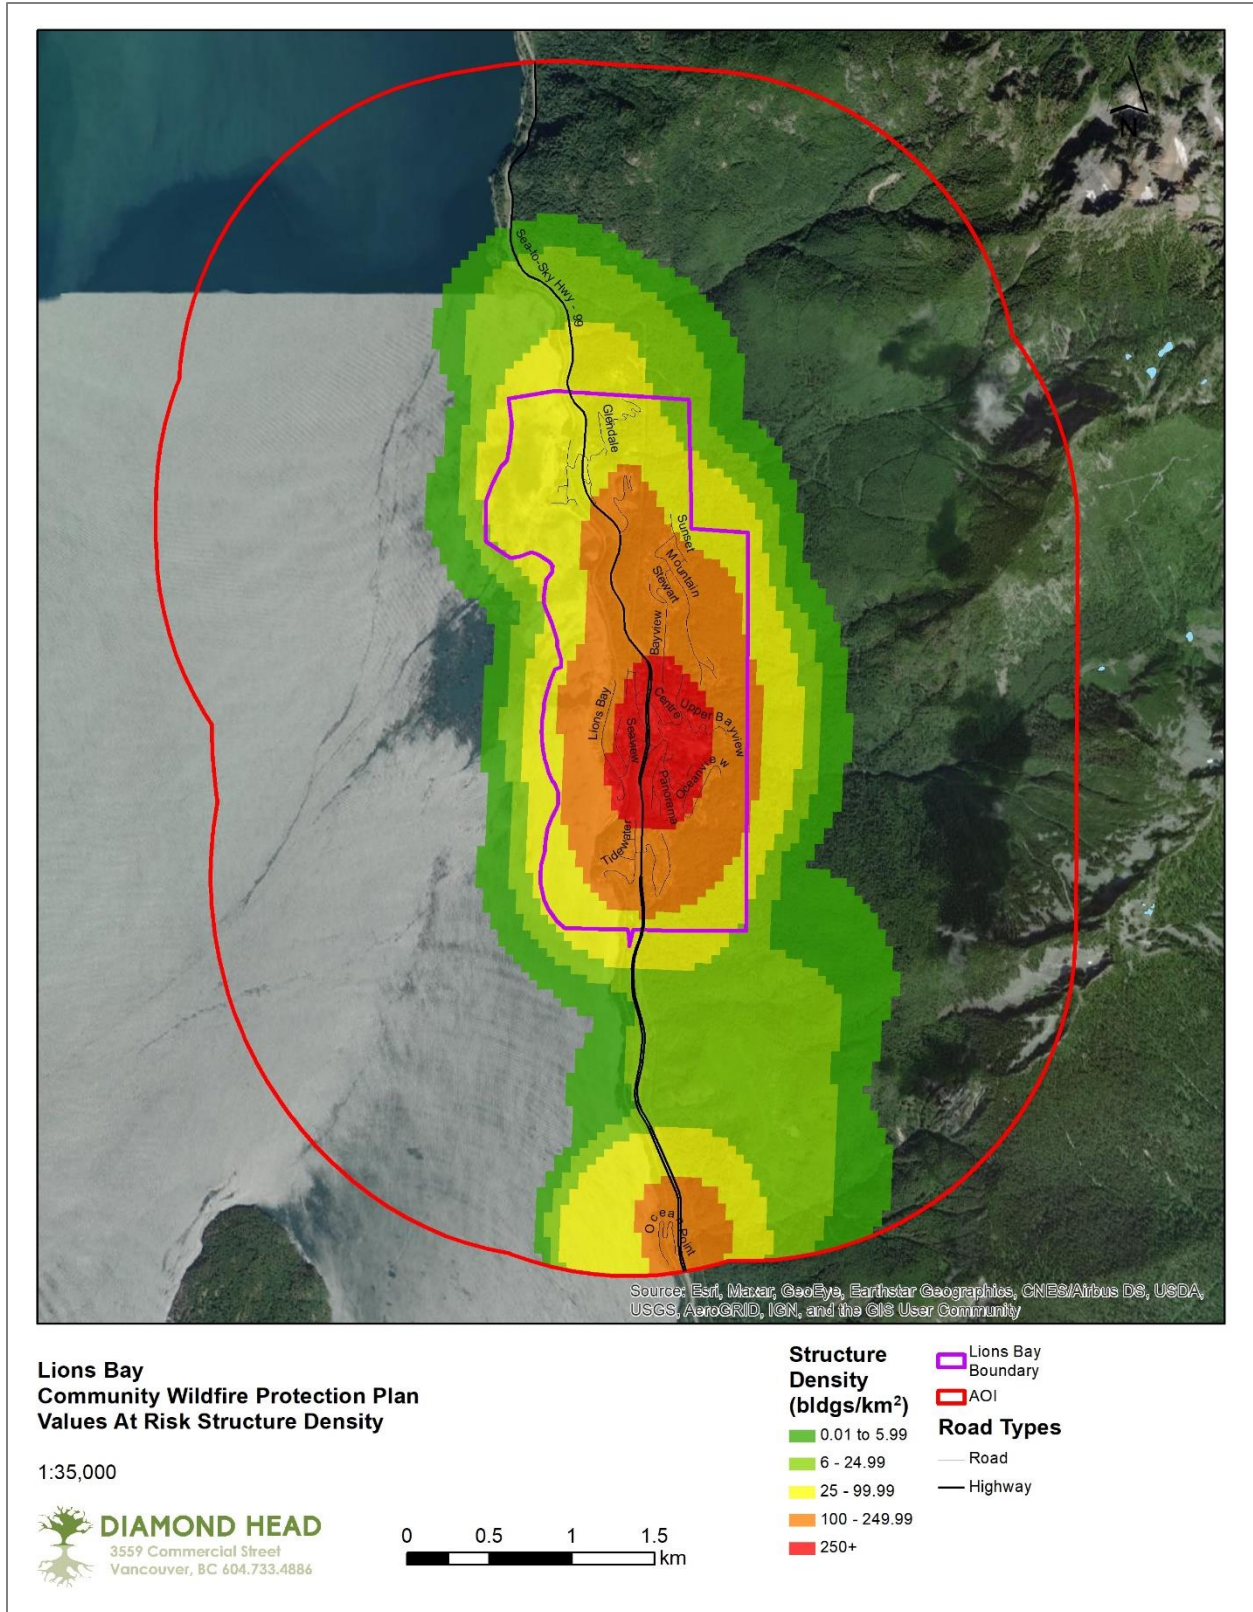 N
Sea-to-Sky Hwy - 99
Glendale
Sunset
Mountain
Stewart
Bayview
Lions Bay
Seaview
Centre
Upper Bayview
Oceanview
Panorama
Tidewater
Ocean Point
Source: Esri, Maxar, GeoEye, Earthstar Geographics, CNES/Airbus DS, USDA,
USGS, AeroGRID, IGN, and the GIS User Community
Lions Bay
Community Wildfire Protection Plan
Values At Risk Structure Density
1:35,000
DIAMOND HEAD
3559 Commercial Street
Vancouver, BC 604.733.4886
0 0.5 1 1.5
km
Structure
Density
(bldgs/km²)
0.01 to 5.99
6 - 24.99
25 - 99.99
100 - 249.99
250+
Lions Bay
Boundary
AOI
Road Types
Road
Highway